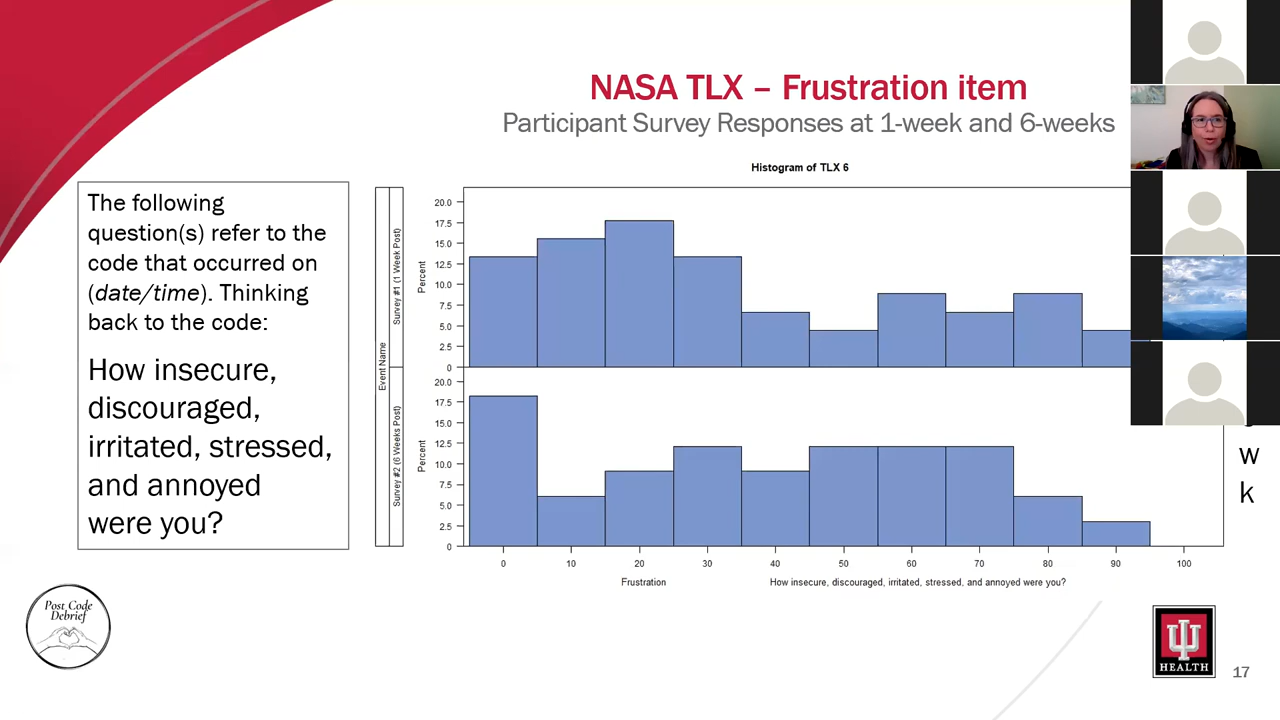 NASA TLX – Frustration item
Participant Survey Responses at 1-week and 6-weeks
Histogram of TLX 6
The following
question(s) refer to the
code that occurred on
(date/time). Thinking
back to the code:
How insecure,
discouraged,
irritated, stressed,
and annoyed
were you?
Event Name
Survey #1 (1 Week Post)
Percent
20.0
17.5
15.0
12.5
10.0
7.5
5.0
2.5
0
Survey #2 (6 Weeks Post)
Percent
20.0
17.5
15.0
12.5
10.0
7.5
5.0
2.5
0
0 10 20 30 40 50 60 70 80 90 100
Frustration How insecure, discouraged, irritated, stressed, and annoyed were you?
w
k
Post Code
Debrief
HEALTH
17